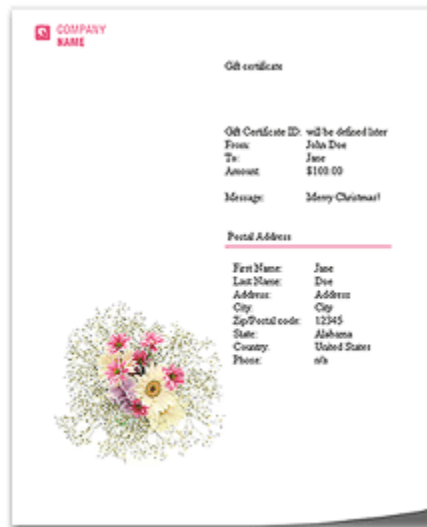 COMPANY
NAME
Gift certificate
Gift Certificate ID: will be defined later
From: John Doe
To: Jane
Amount: $100.00
Message: Merry Christmas!
Postal Address
First Name: Jane
Last Name: Doe
Address: Address
City: City
Zip/Postal code: 12345
State: Alabama
Country: United States
Phone: n/a